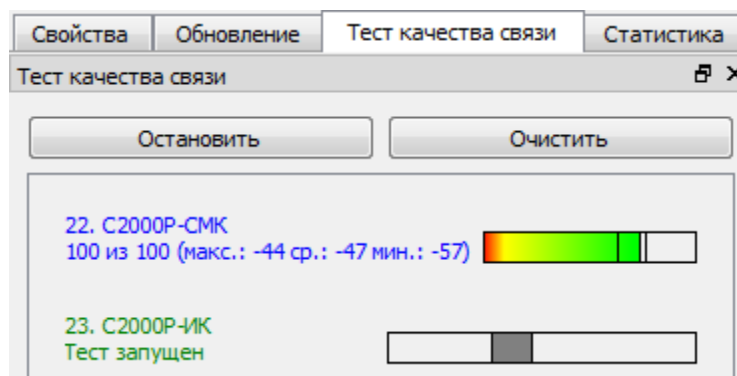 Свойства Обновление Тест качества связи Статистика
Тест качества связи
Остановить Очистить
22. С2000Р-СМК
100 из 100 (макс.: -44 ср.: -47 мин.: -57)
23. С2000Р-ИК
Тест запущен